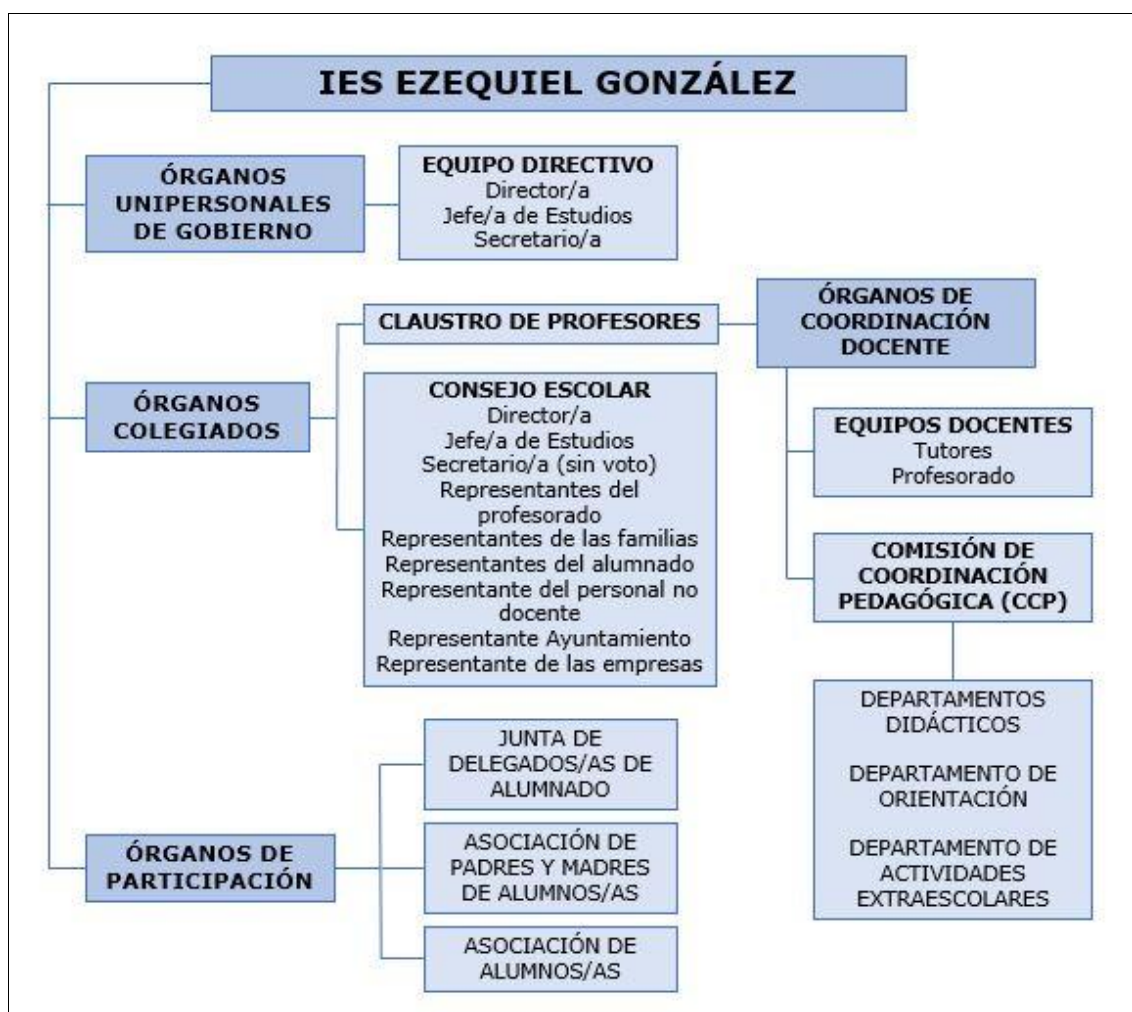 IES EZEQUIEL GONZÁLEZ
ÓRGANOS
UNIPERSONALES
DE GOBIERNO
EQUIPO DIRECTIVO
Director/a
Jefe/a de Estudios
Secretario/a
ÓRGANOS
COLEGIADOS
CLAUSTRO DE PROFESORES
CONSEJO ESCOLAR
Director/a
Jefe/a de Estudios
Secretario/a (sin voto)
Representantes del
profesorado
Representantes de las familias
Representantes del alumnado
Representante del personal no
docente
Representante Ayuntamiento
Representante de las empresas
ÓRGANOS DE
COORDINACIÓN
DOCENTE
EQUIPOS DOCENTES
Tutores
Profesorado
COMISIÓN DE
COORDINACIÓN
PEDAGÓGICA (CCP)
DEPARTAMENTOS
DIDÁCTICOS
DEPARTAMENTO DE
ORIENTACIÓN
DEPARTAMENTO DE
ACTIVIDADES
EXTRAESCOLARES
ÓRGANOS DE
PARTICIPACIÓN
JUNTA DE
DELEGADOS/AS DE
ALUMNADO
ASOCIACIÓN DE
PADRES Y MADRES
DE ALUMNOS/AS
ASOCIACIÓN DE
ALUMNOS/AS